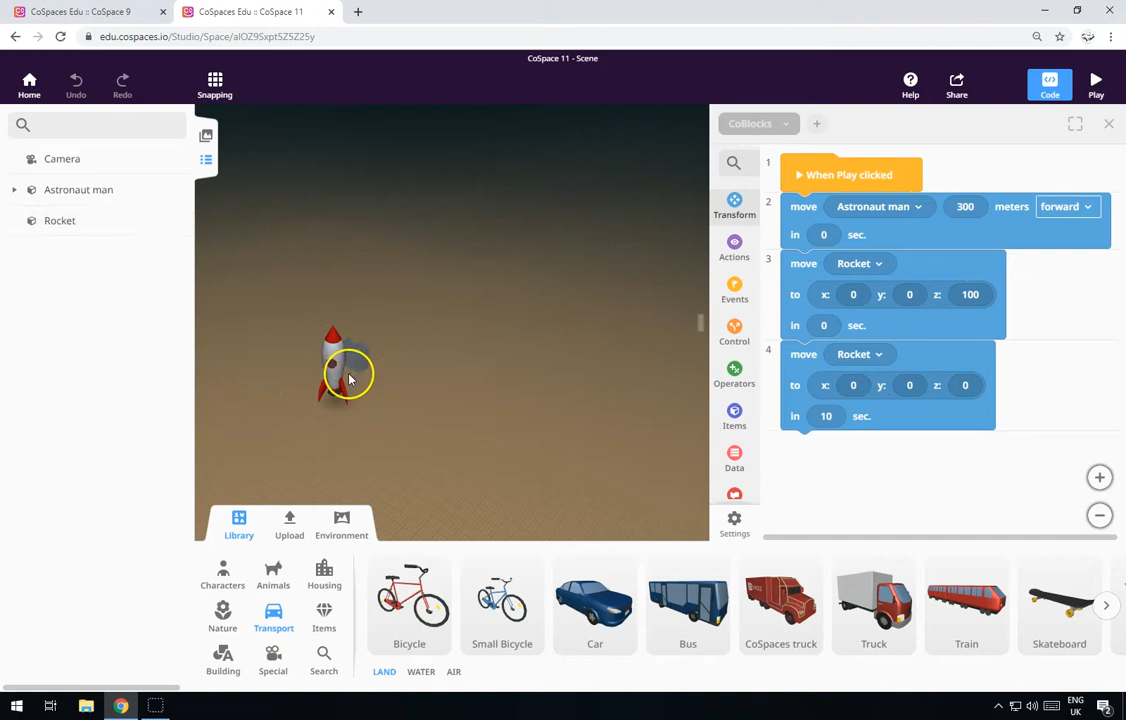 CoSpaces Edu :: CoSpace 9
CoSpaces Edu :: CoSpace 11
edu.cospaces.io/Studio/Space/alOZ9Sxpt5Z5Z25y
CoSpace 11 - Scene
Home
Undo
Redo
Snapping
Help
Share
Code
Play
Camera
Astronaut man
Rocket
CoBlocks
Transform
Actions
Events
Control
Operators
Items
Data
Settings
1
When Play clicked
2
move Astronaut man 300 meters forward
in 0 sec.
3
move Rocket
to x: 0 y: 0 z: 100
in 0 sec.
4
move Rocket
to x: 0 y: 0 z: 0
in 10 sec.
Library
Upload
Environment
Characters
Animals
Housing
Nature
Transport
Items
Building
Special
Search
Bicycle
Small Bicycle
Car
Bus
CoSpaces truck
Truck
Train
Skateboard
LAND
WATER
AIR
ENG
UK
2